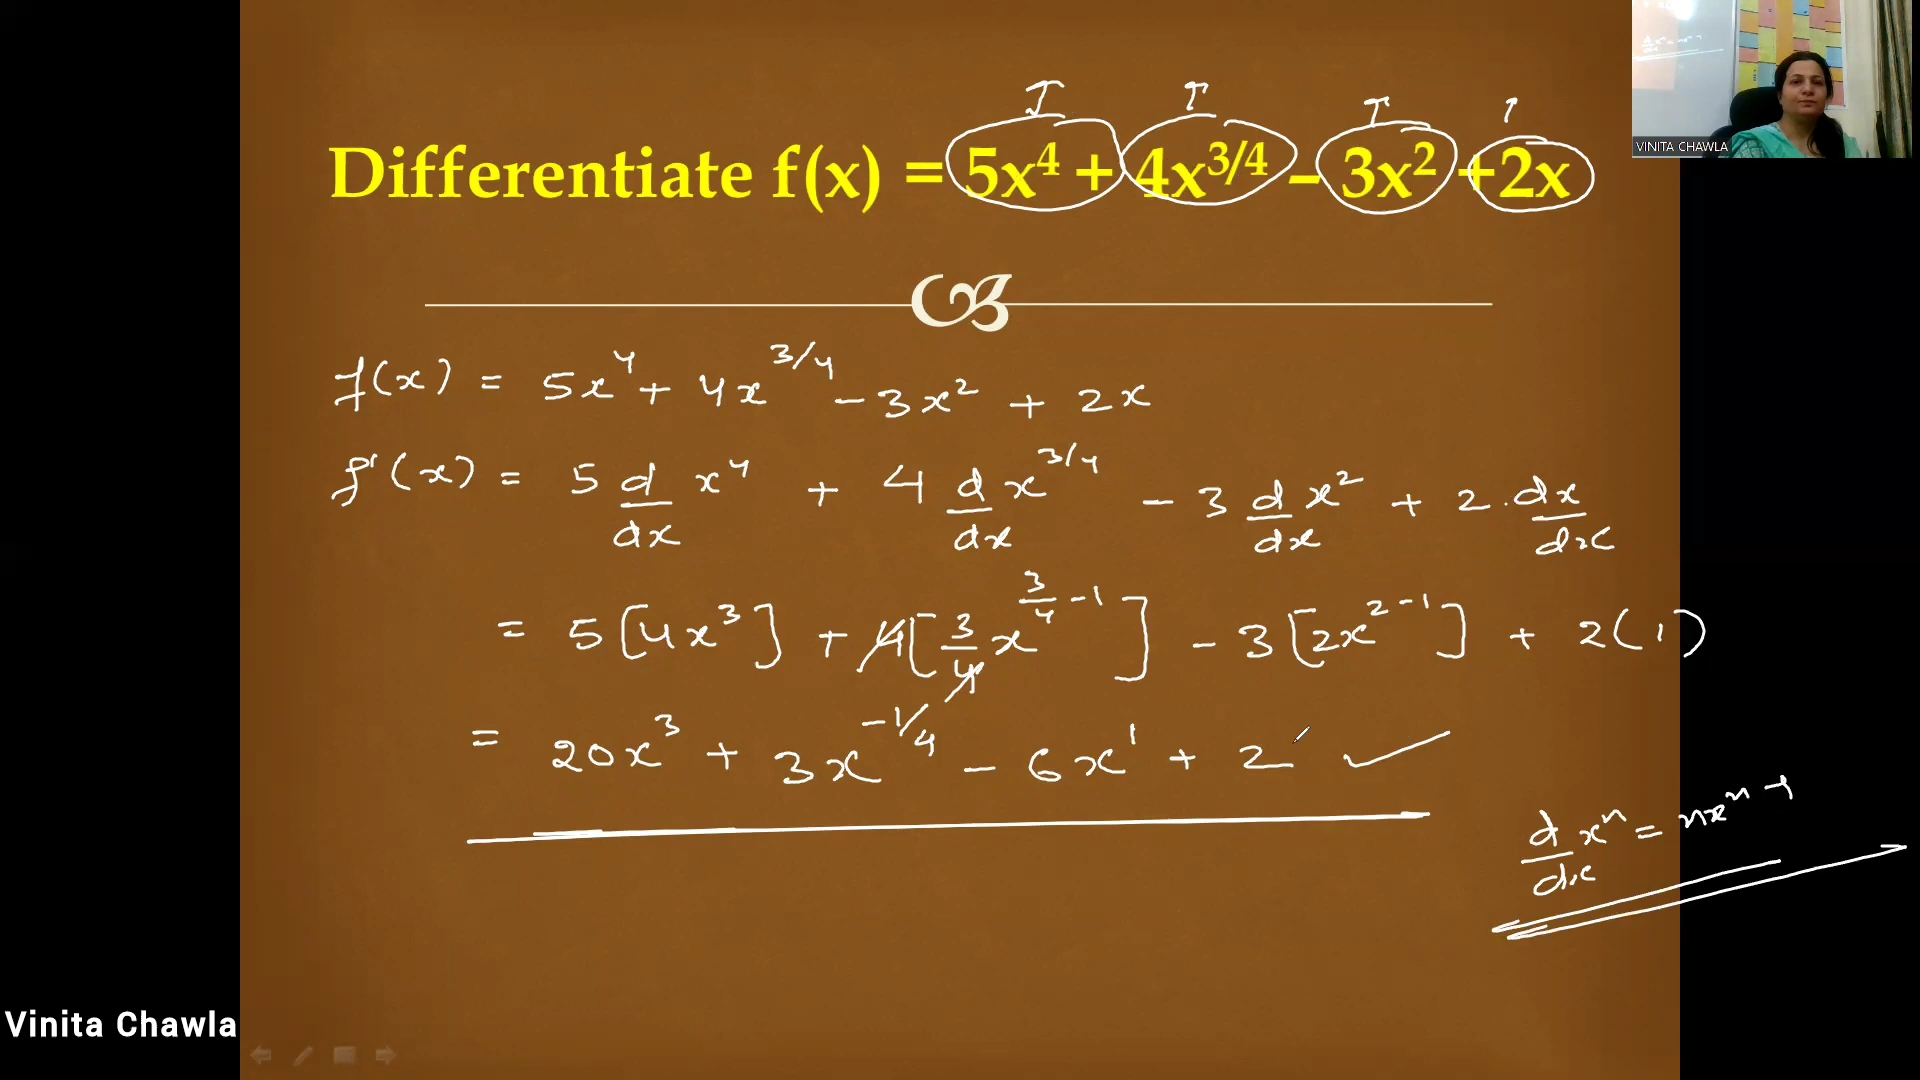 VINITA CHAWLA
Differentiate f(x) = 5x⁴ + 4x^3/4 – 3x² +2x
f(x) = 5x⁴ + 4x^3/4 - 3x² + 2x
f'(x) = 5 d/dx x⁴ + 4 d/dx x^3/4 - 3 d/dx x² + 2 . dx/dx
= 5[4x³] + 4[3/4 x^(3/4 - 1)] - 3[2x^(2-1)] + 2(1)
= 20x³ + 3x^(-1/4) - 6x¹ + 2
d/dx xⁿ = nx^(n-1)
Vinita Chawla